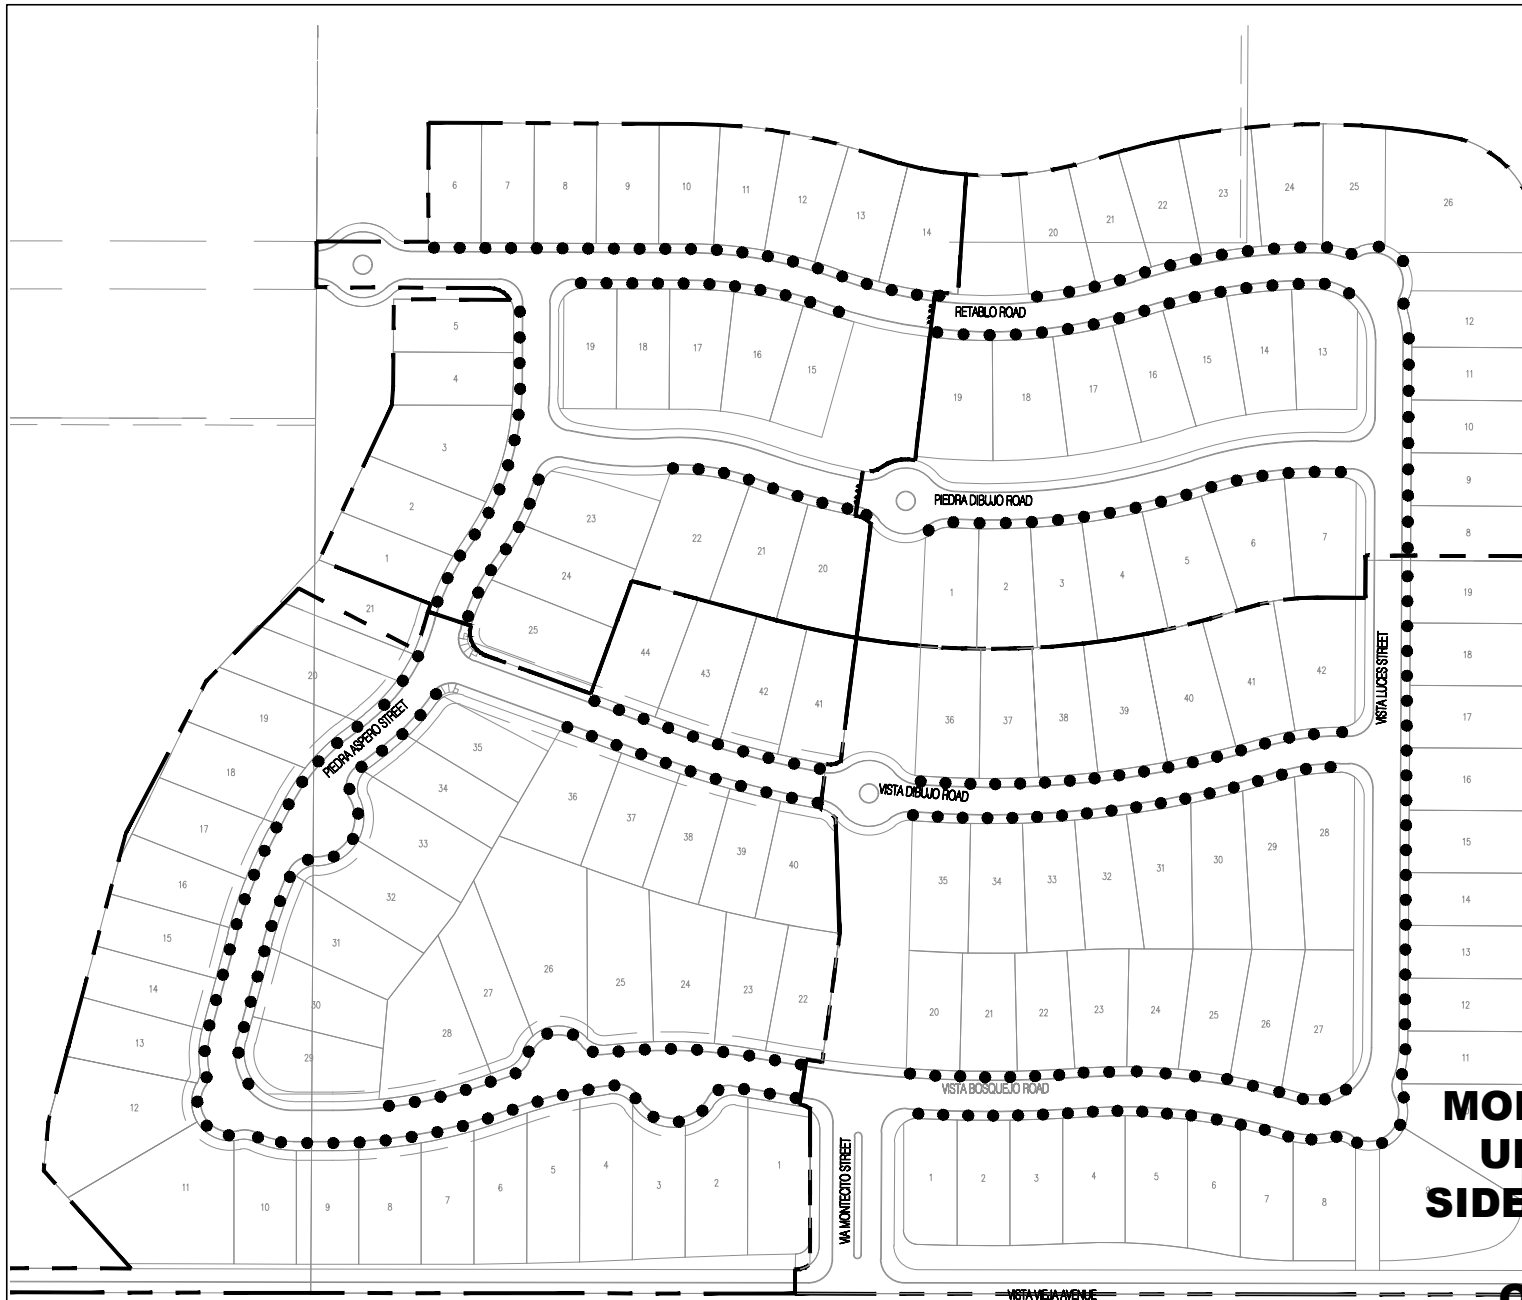 6 7 8 9 10 11 12 13 14 20 21 22 23 24 25 26
RETABLO ROAD
5 19 18 17 16 15 19 18 17 16 15 14 13 12
4 11
3 10
PIEDRA DIBUJO ROAD
2 23 22 21 20 9
1 24 25 1 2 3 4 5 6 7 8
21 44 43 42 41 19
20 36 37 38 39 40 41 42 18
VISTA LUCES STREET
19 35 17
PIEDRA ASPERO STREET
18 34 36 37 38 39 40 16
VISTA DIBUJO ROAD
17 33 35 34 33 32 31 30 29 28 15
16 32 14
15 31 13
14 30 26 25 24 23 22 20 21 22 23 24 25 26 27 12
13 29 28 27 11
VISTA BOSQUEJO ROAD
12
MO
11 10 9 8 7 6 5 4 3 2 1 1 2 3 4 5 6 7 8
VIA MONTECITO STREET
SIDE
VISTA VIEJA AVENUE